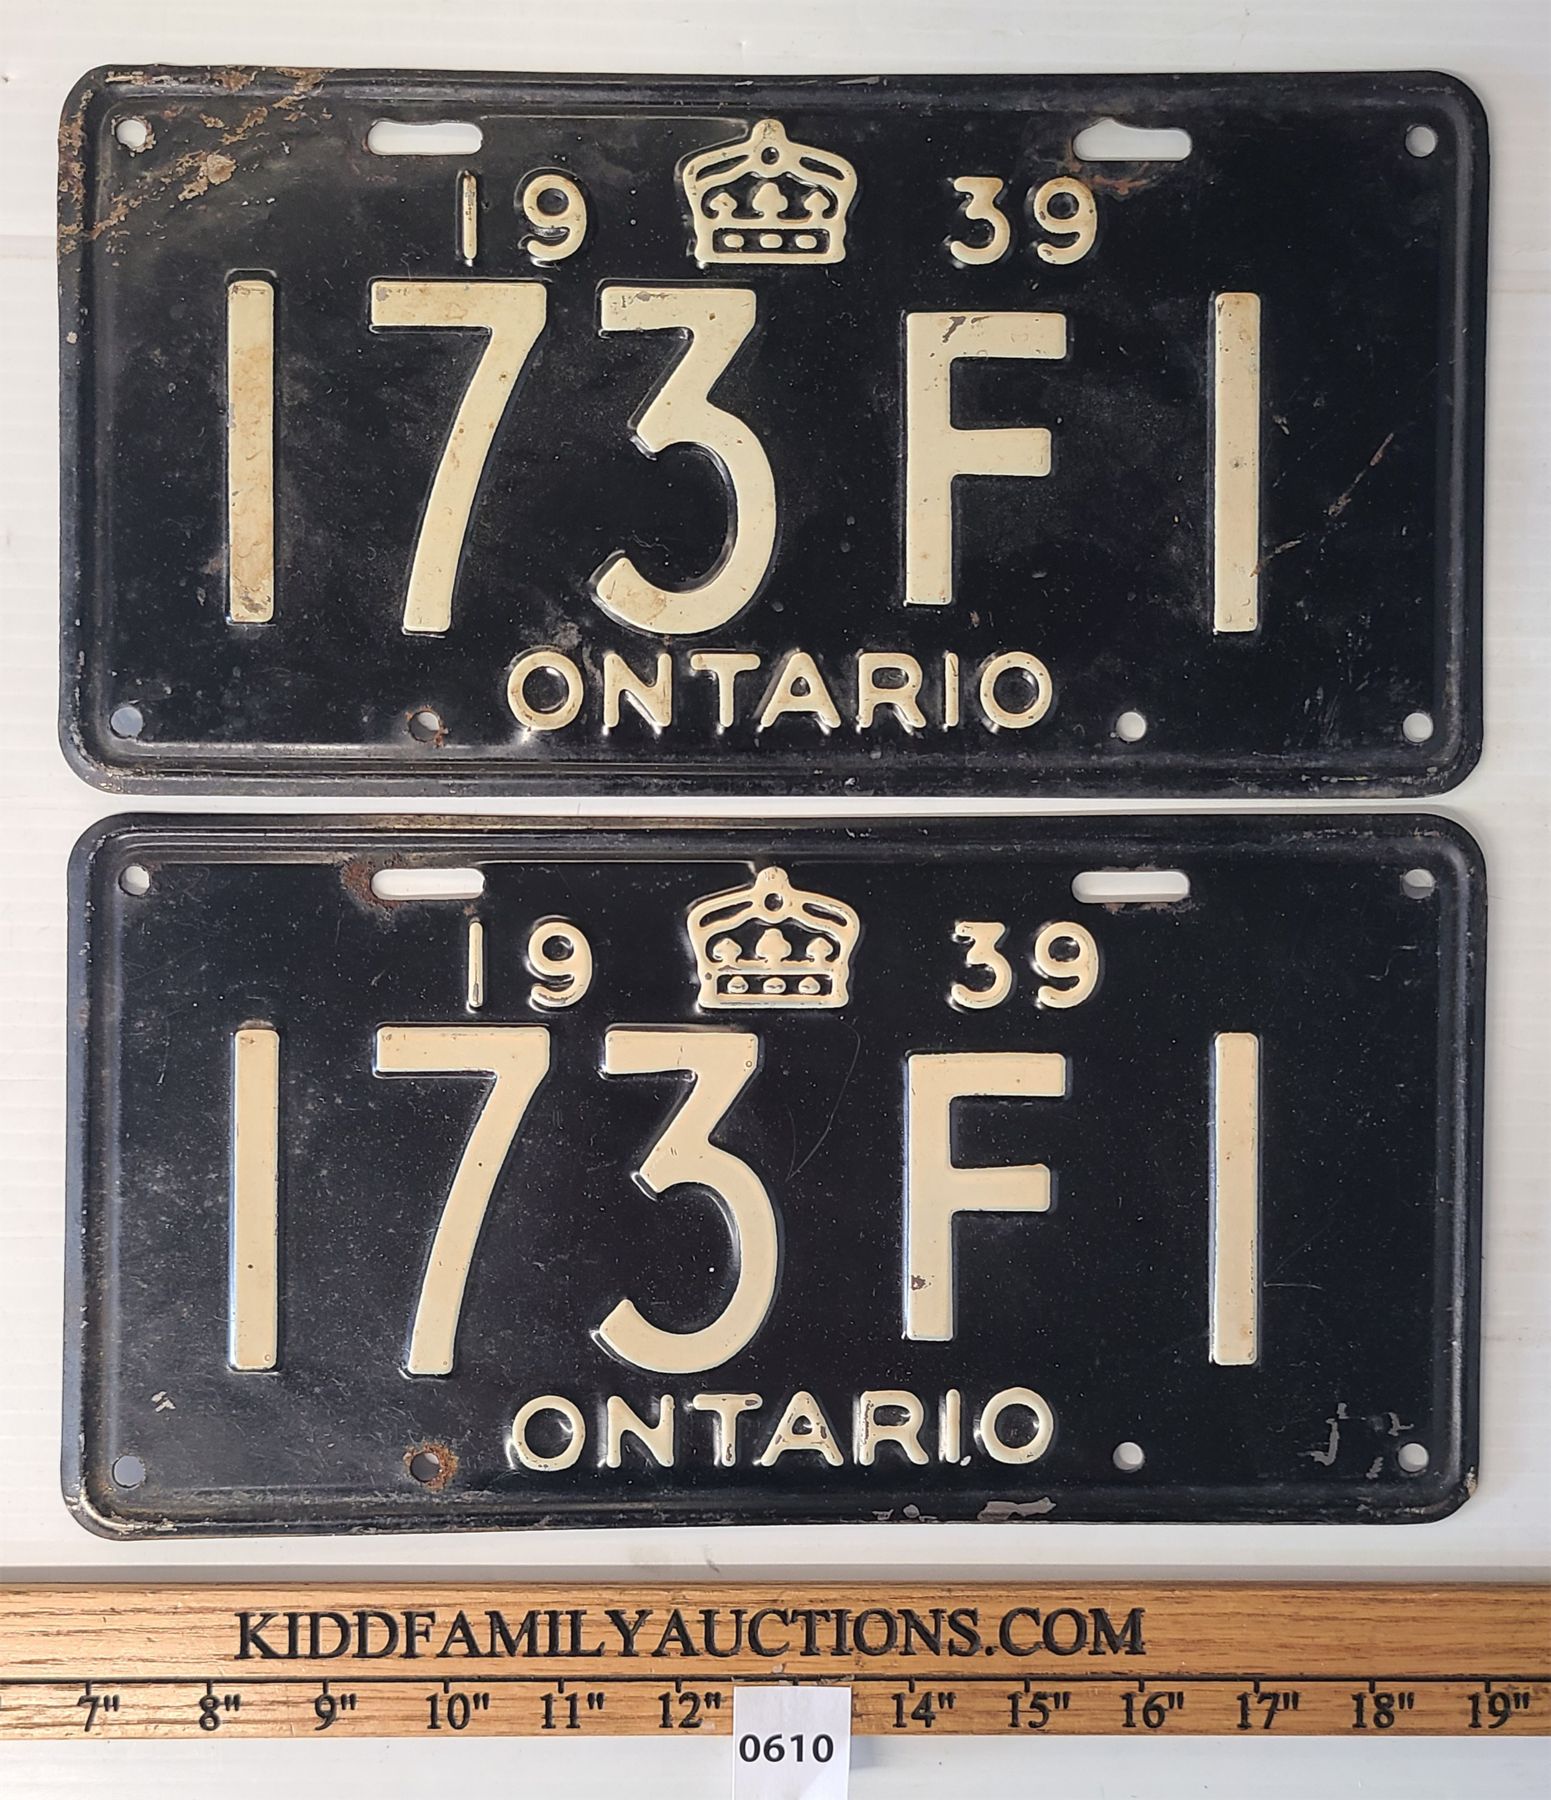 19 39
173 F 1
ONTARIO
19 39
173 F 1
ONTARIO
KIDDFAMILYAUCTIONS.COM
7" 8" 9" 10" 11" 12" 14" 15" 16" 17" 18" 19"
0610